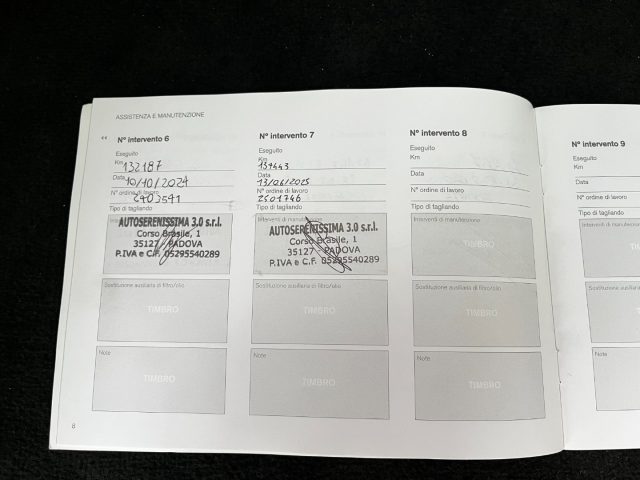 ASSISTENZA E MANUTENZIONE
N° intervento 6
Eseguito
Km 132187
Data 10/10/2024
N° ordine di lavoro
2403591
Tipo di tagliando
AUTOSERENISSIMA 3.0 s.r.l.
Corso Brasile, 1
35127 - PADOVA
P.IVA e C.F. 05295540289
Sostituzione ausiliaria di filtro/olio
TIMBRO
Note
TIMBRO
8
N° intervento 7
Eseguito
Km
Data 13/06/2025
N° ordine di lavoro
2501746
Tipo di tagliando
Interventi di manutenzione
AUTOSERENISSIMA 3.0 s.r.l.
Corso Brasile, 1
35127 - PADOVA
P.IVA e C.F. 05295540289
Sostituzione ausiliaria di filtro/olio
TIMBRO
Note
TIMBRO
N° intervento 8
Eseguito
Km
Data
N° ordine di lavoro
Tipo di tagliando
Interventi di manutenzione
TIMBRO
Sostituzione ausiliaria di filtro/olio
TIMBRO
Note
TIMBRO
N° intervento 9
Eseguito
Km
Data
N° ordine di lavoro
Tipo di tagliando
Interventi di manutenzione
Sostituzione ausiliaria
Note